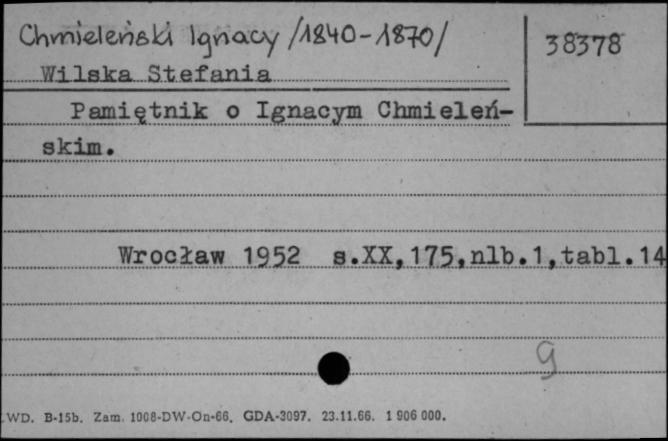 Chmieleński Ignacy /1840-1870/
38378
Wilska Stefania
Pamiętnik o Ignacym Chmieleń-
skim.
Wrocław 1952 s.XX,175,nlb.1,tabl.14
g
WD. B-15b. Zam. 1008-DW-On-66. GDA-3097. 23.11.66. 1 906 000.